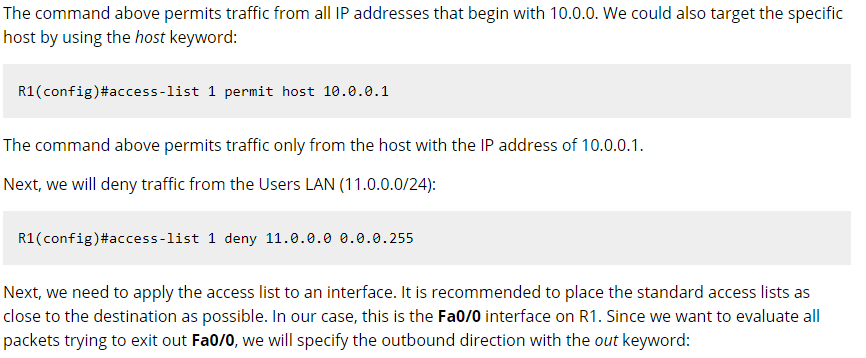 The command above permits traffic from all IP addresses that begin with 10.0.0. We could also target the specific
host by using the host keyword:
R1(config)#access-list 1 permit host 10.0.0.1
The command above permits traffic only from the host with the IP address of 10.0.0.1.
Next, we will deny traffic from the Users LAN (11.0.0.0/24):
R1(config)#access-list 1 deny 11.0.0.0 0.0.0.255
Next, we need to apply the access list to an interface. It is recommended to place the standard access lists as
close to the destination as possible. In our case, this is the Fa0/0 interface on R1. Since we want to evaluate all
packets trying to exit out Fa0/0, we will specify the outbound direction with the out keyword: